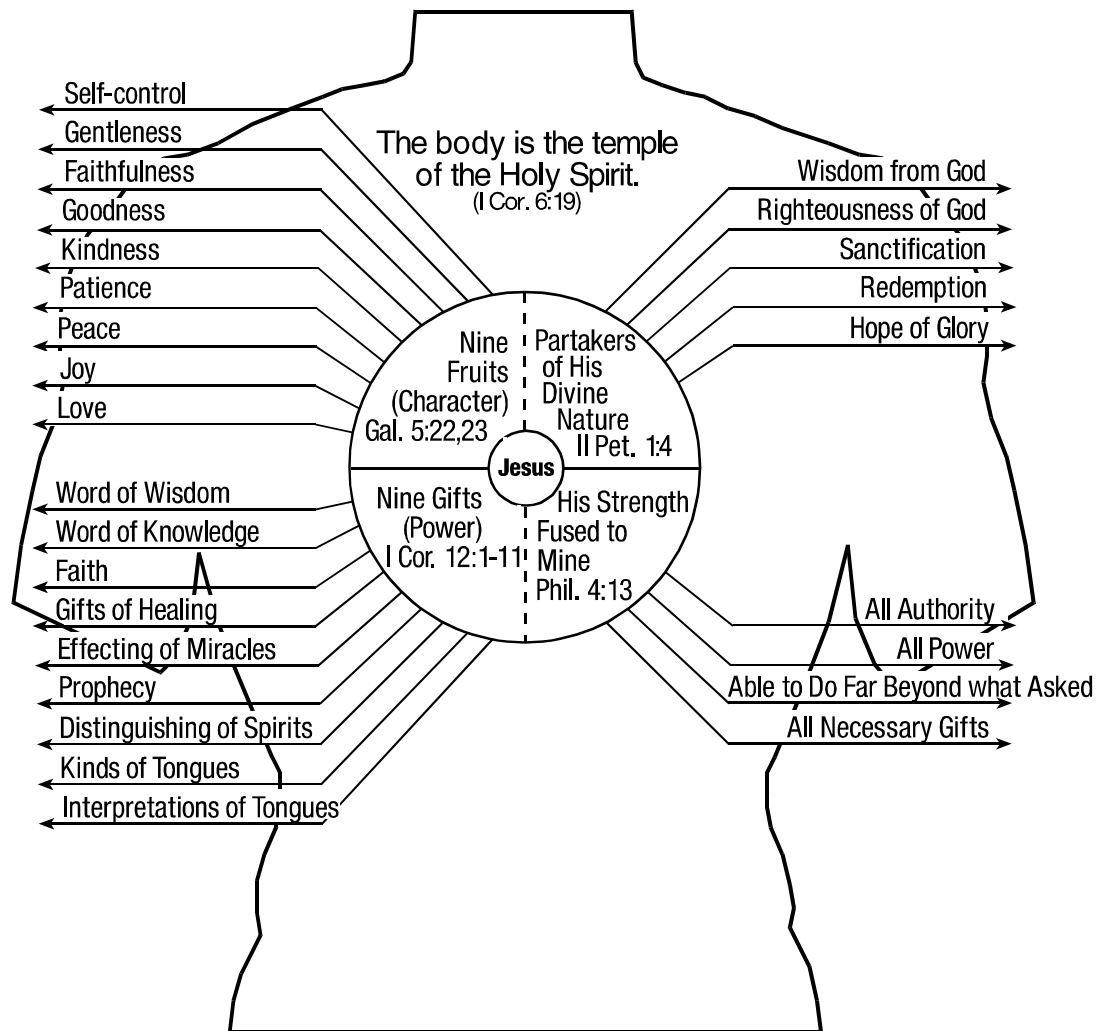 The body is the temple
of the Holy Spirit.
(I Cor. 6:19)
Self-control
Gentleness
Faithfulness
Goodness
Kindness
Patience
Peace
Joy
Love
Nine
Fruits
(Character)
Gal. 5:22,23
Partakers
of His
Divine
Nature
II Pet. 1:4
Wisdom from God
Righteousness of God
Sanctification
Redemption
Hope of Glory
Jesus
Word of Wisdom
Word of Knowledge
Faith
Gifts of Healing
Effecting of Miracles
Prophecy
Distinguishing of Spirits
Kinds of Tongues
Interpretations of Tongues
Nine Gifts
(Power)
I Cor. 12:1-11
His Strength
Fused to
Mine
Phil. 4:13
All Authority
All Power
Able to Do Far Beyond what Asked
All Necessary Gifts